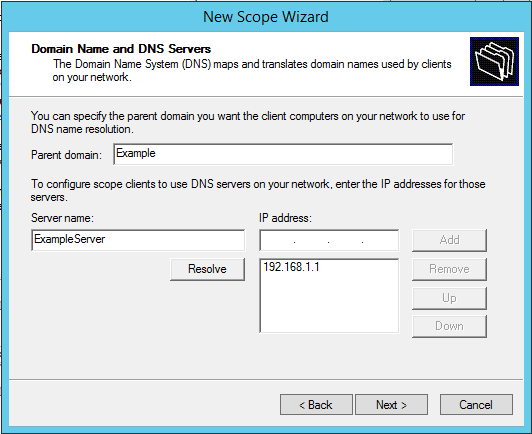 New Scope Wizard
Domain Name and DNS Servers
The Domain Name System (DNS) maps and translates domain names used by clients
on your network.
You can specify the parent domain you want the client computers on your network to use for
DNS name resolution.
Parent domain: Example
To configure scope clients to use DNS servers on your network, enter the IP addresses for those
servers.
Server name: IP address:
ExampleServer . . . Add
Resolve 192.168.1.1 Remove
Up
Down
< Back Next > Cancel